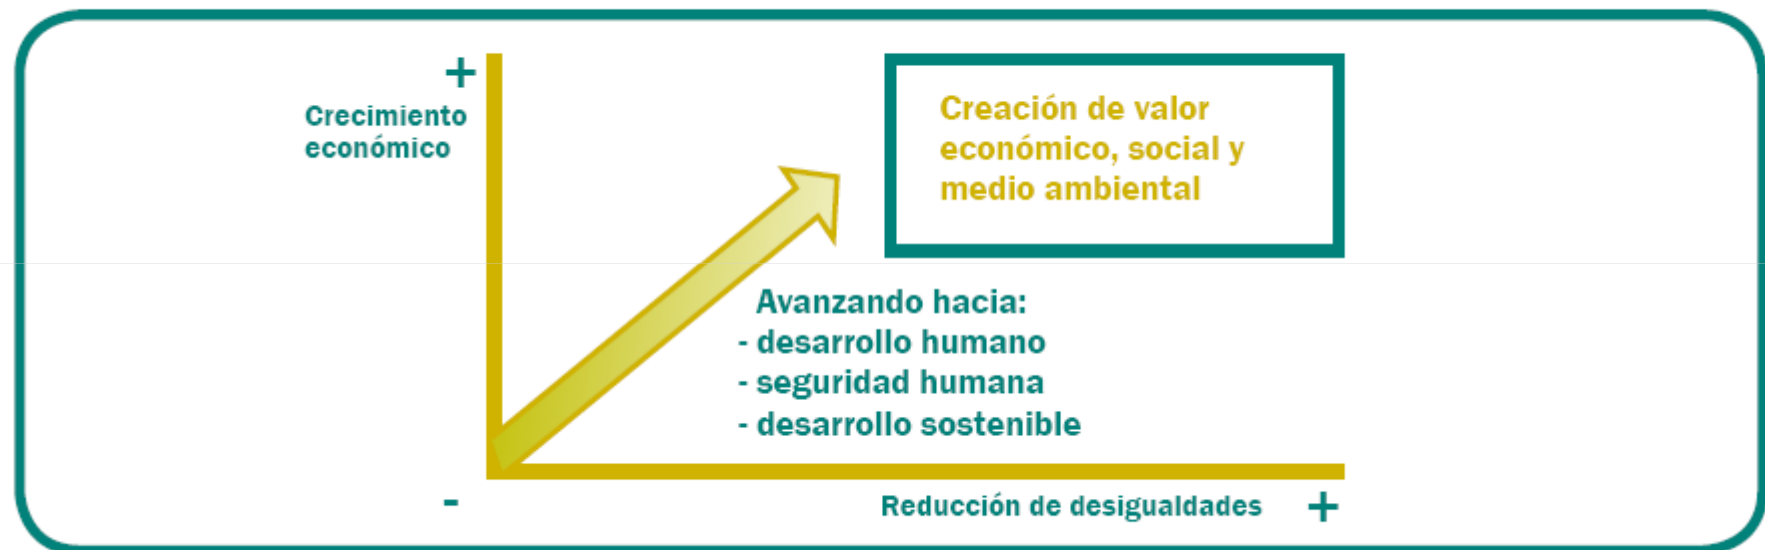 +
Crecimiento
económico
Creación de valor
económico, social y
medio ambiental
Avanzando hacia:
- desarrollo humano
- seguridad humana
- desarrollo sostenible
-
Reducción de desigualdades +